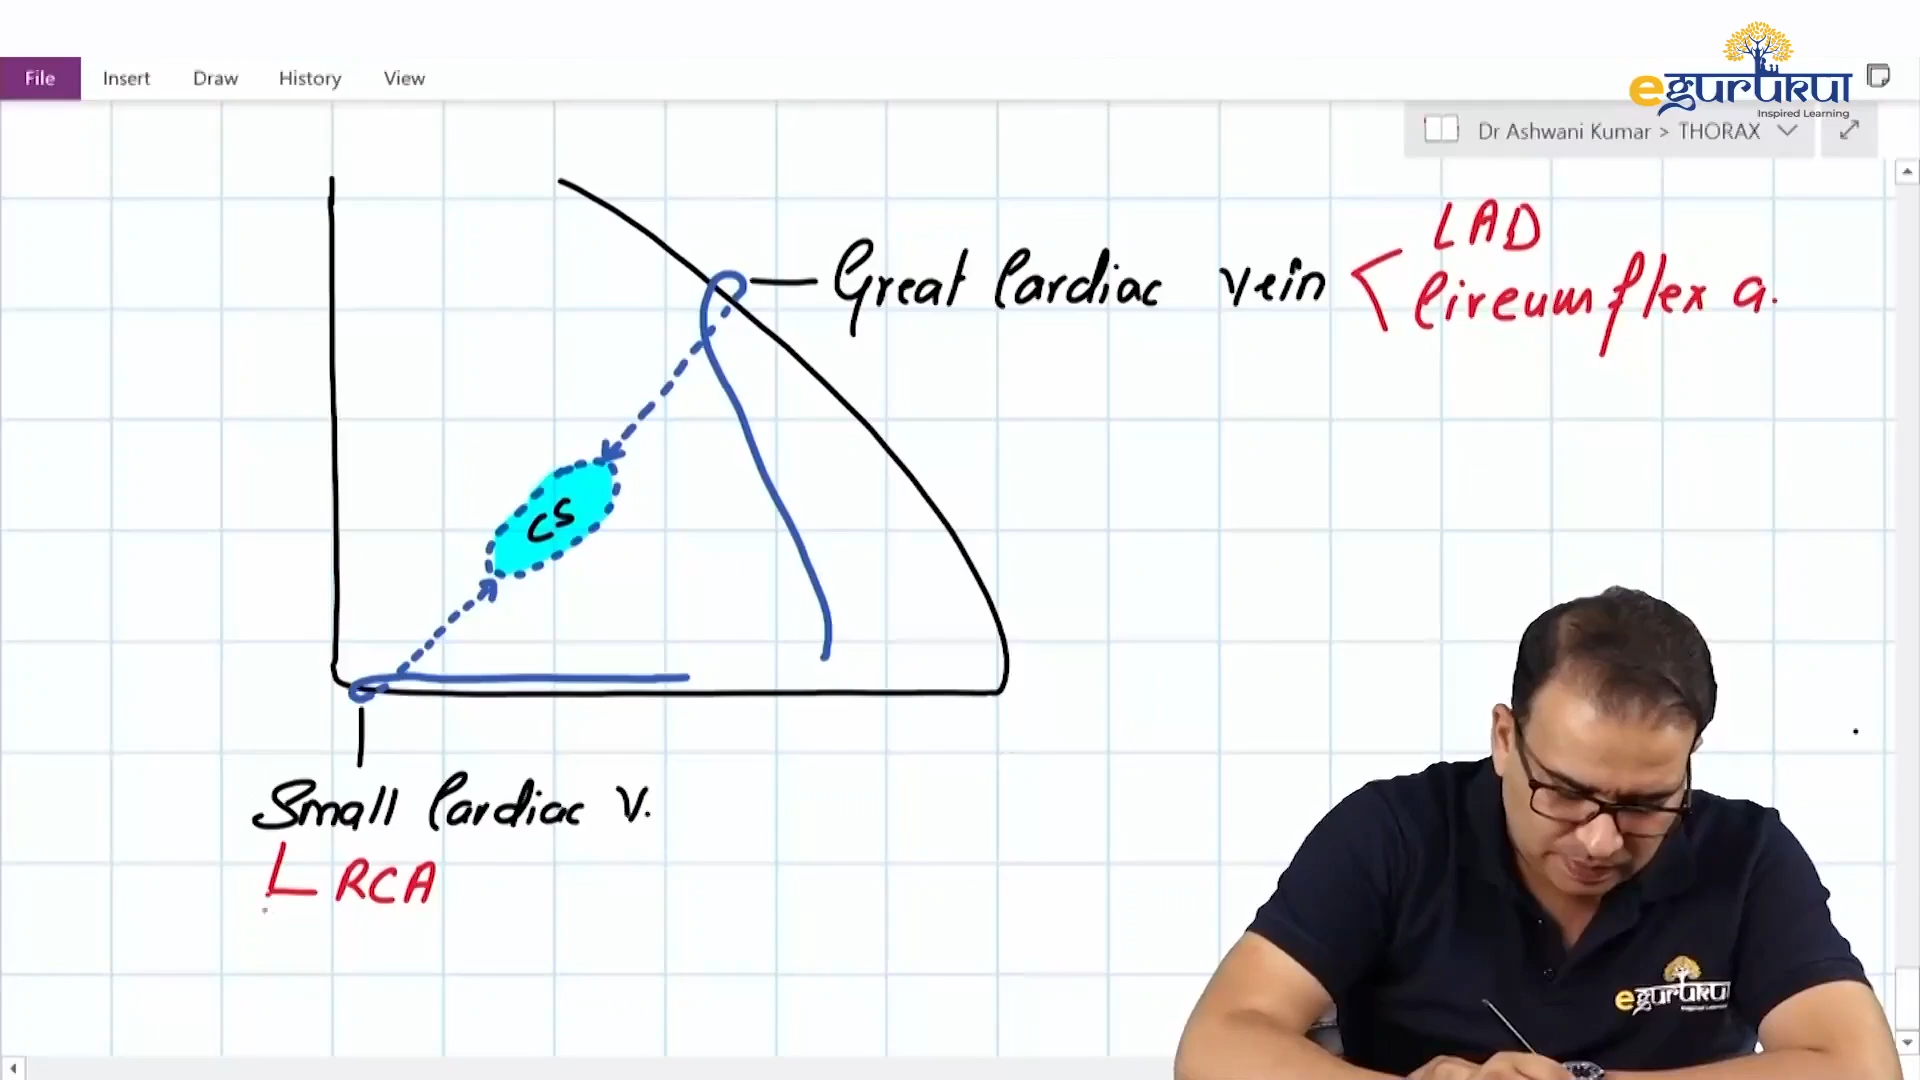 egurukul
Inspired Learning
File Insert Draw History View
Dr Ashwani Kumar > THORAX
LAD
Great Cardiac vein
Circumflex a.
CS
Small Cardiac V.
RCA
egurukul